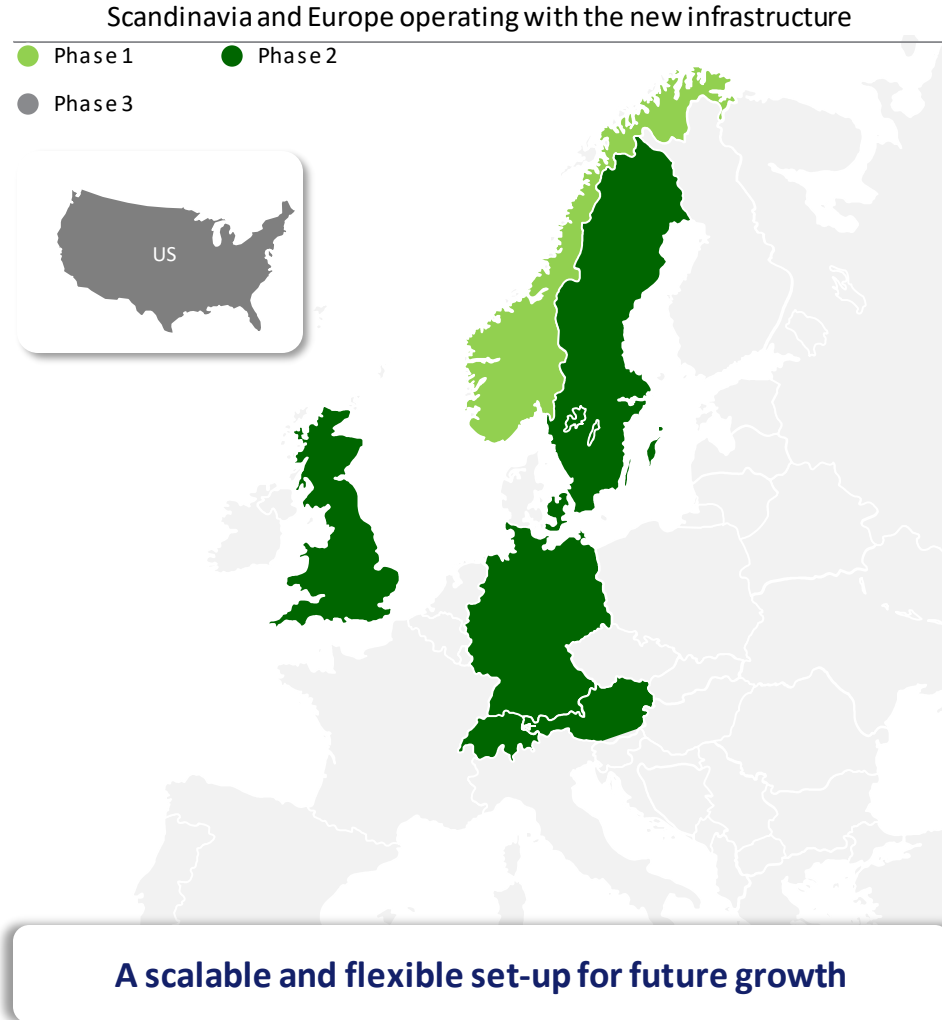 Scandinavia and Europe operating with the new infrastructure
Phase 1
Phase 2
Phase 3
US
A scalable and flexible set-up for future growth